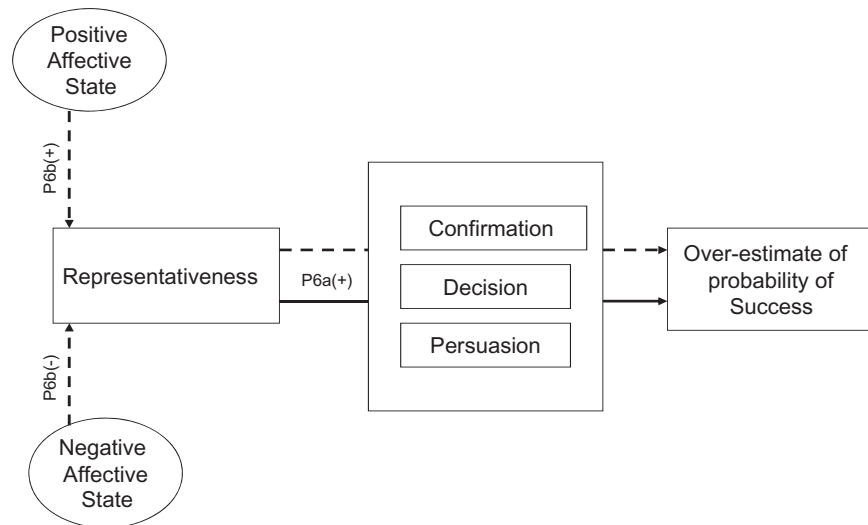 Positive
Affective
State
P6b(+)
Representativeness
P6a(+)
Confirmation
Decision
Persuasion
Over-estimate of
probability of
Success
P6b(-)
Negative
Affective
State